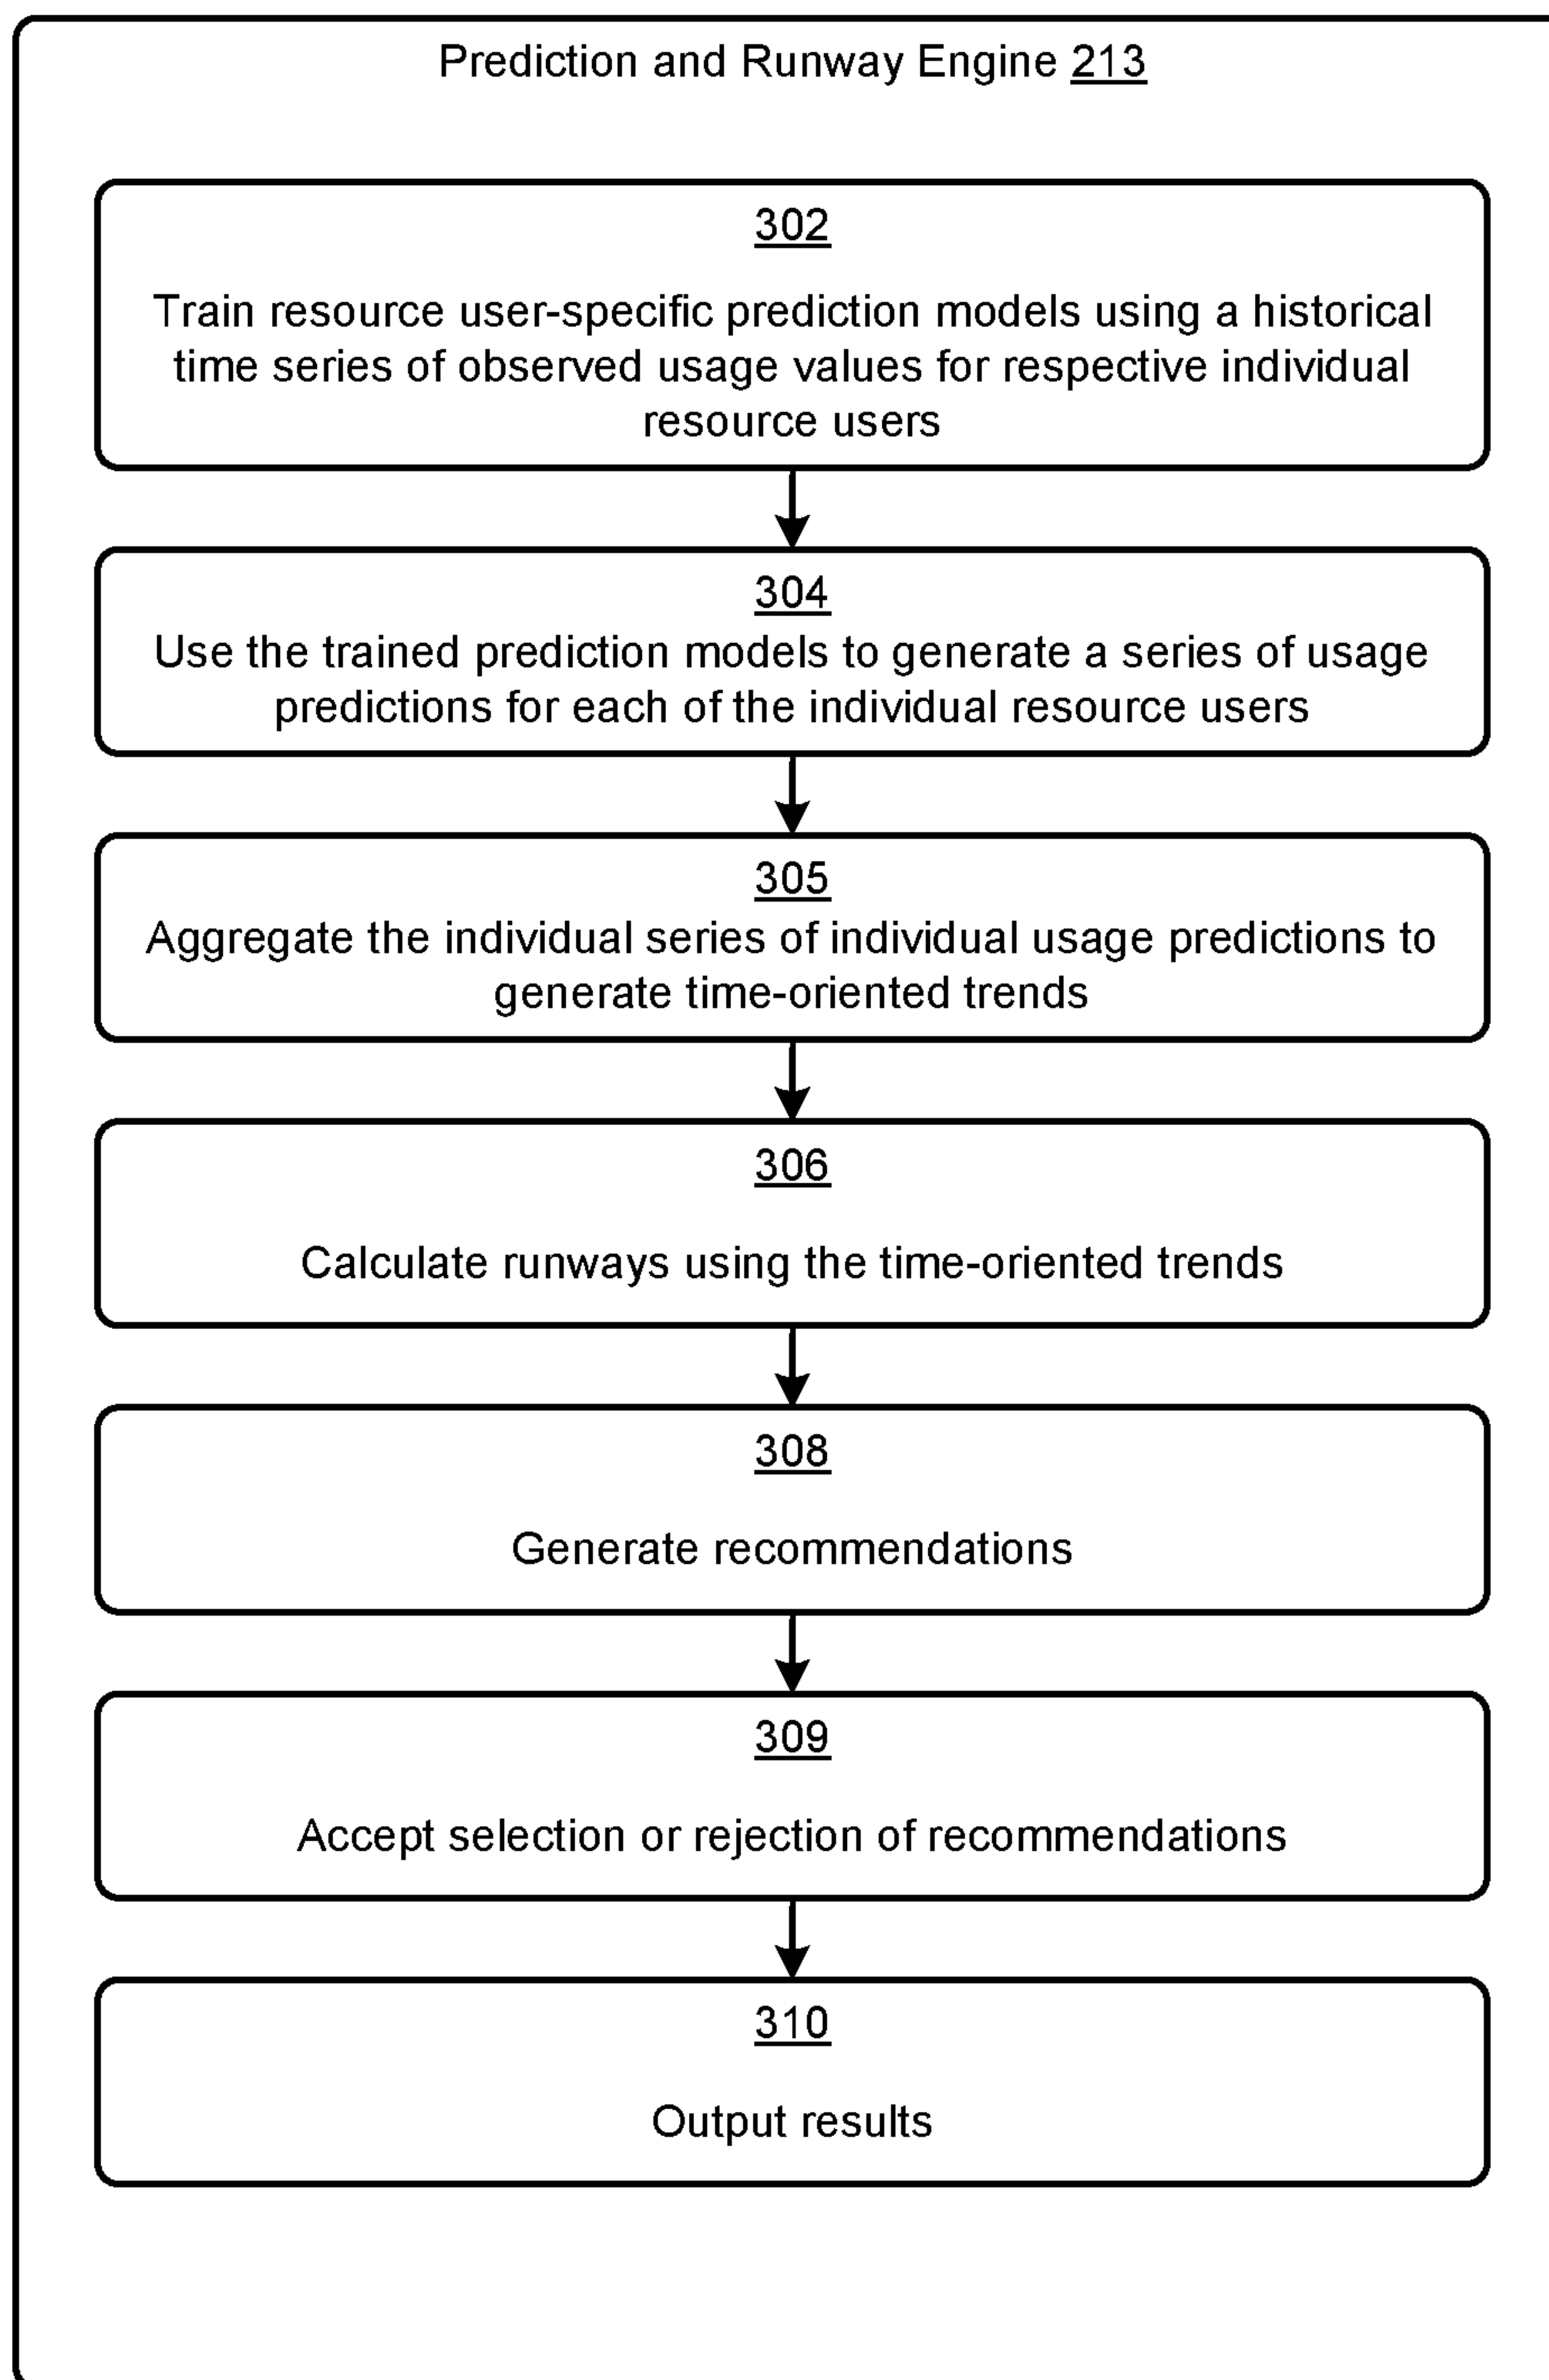 Prediction and Runway Engine 213
302
Train resource user-specific prediction models using a historical
time series of observed usage values for respective individual
resource users
304
Use the trained prediction models to generate a series of usage
predictions for each of the individual resource users
305
Aggregate the individual series of individual usage predictions to
generate time-oriented trends
306
Calculate runways using the time-oriented trends
308
Generate recommendations
309
Accept selection or rejection of recommendations
310
Output results